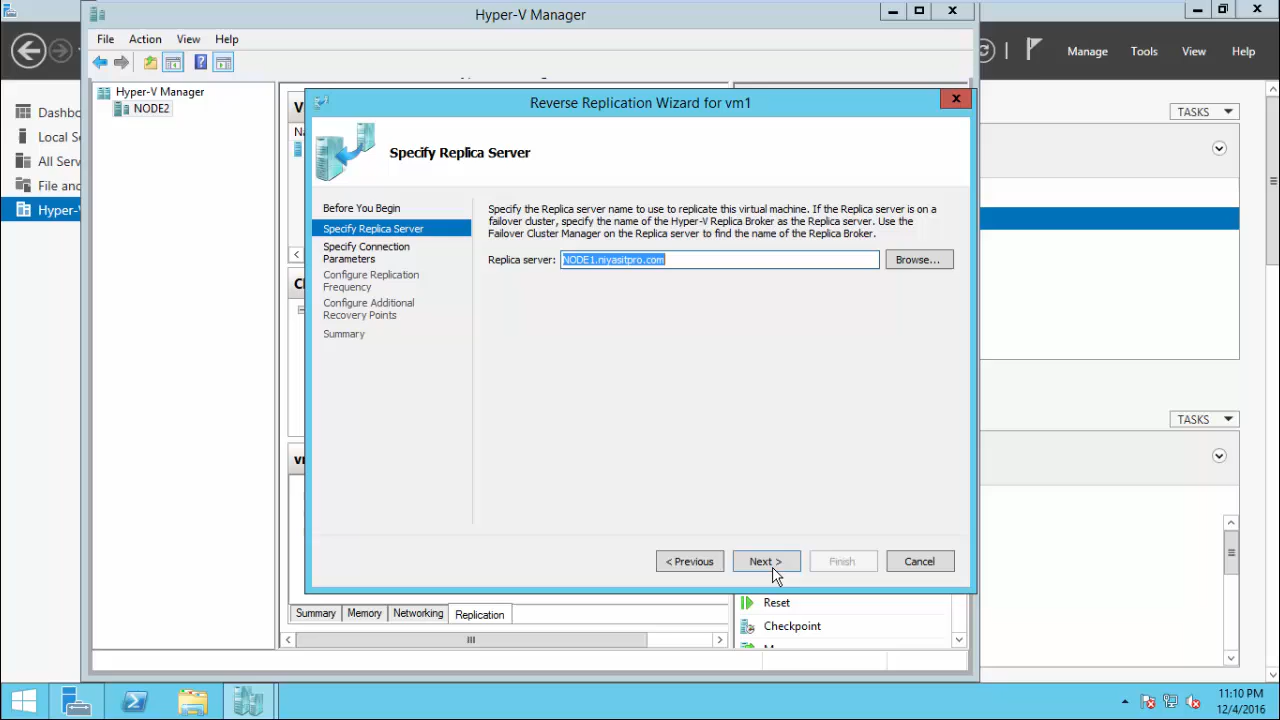 Hyper-V Manager
File Action View Help
Manage Tools View Help
Hyper-V Manager
NODE2
Dashbo
Local Se
All Serv
File and
Hyper-V
Reverse Replication Wizard for vm1
Specify Replica Server
Before You Begin
Specify Replica Server
Specify Connection
Parameters
Configure Replication
Frequency
Configure Additional
Recovery Points
Summary
Specify the Replica server name to use to replicate this virtual machine. If the Replica server is on a
failover cluster, specify the name of the Hyper-V Replica Broker as the Replica server. Use the
Failover Cluster Manager on the Replica server to find the name of the Replica Broker.
Replica server: NODE1.niyasitpro.com Browse...
< Previous Next > Finish Cancel
TASKS
TASKS
Reset
Checkpoint
Summary Memory Networking Replication
11:10 PM
12/4/2016